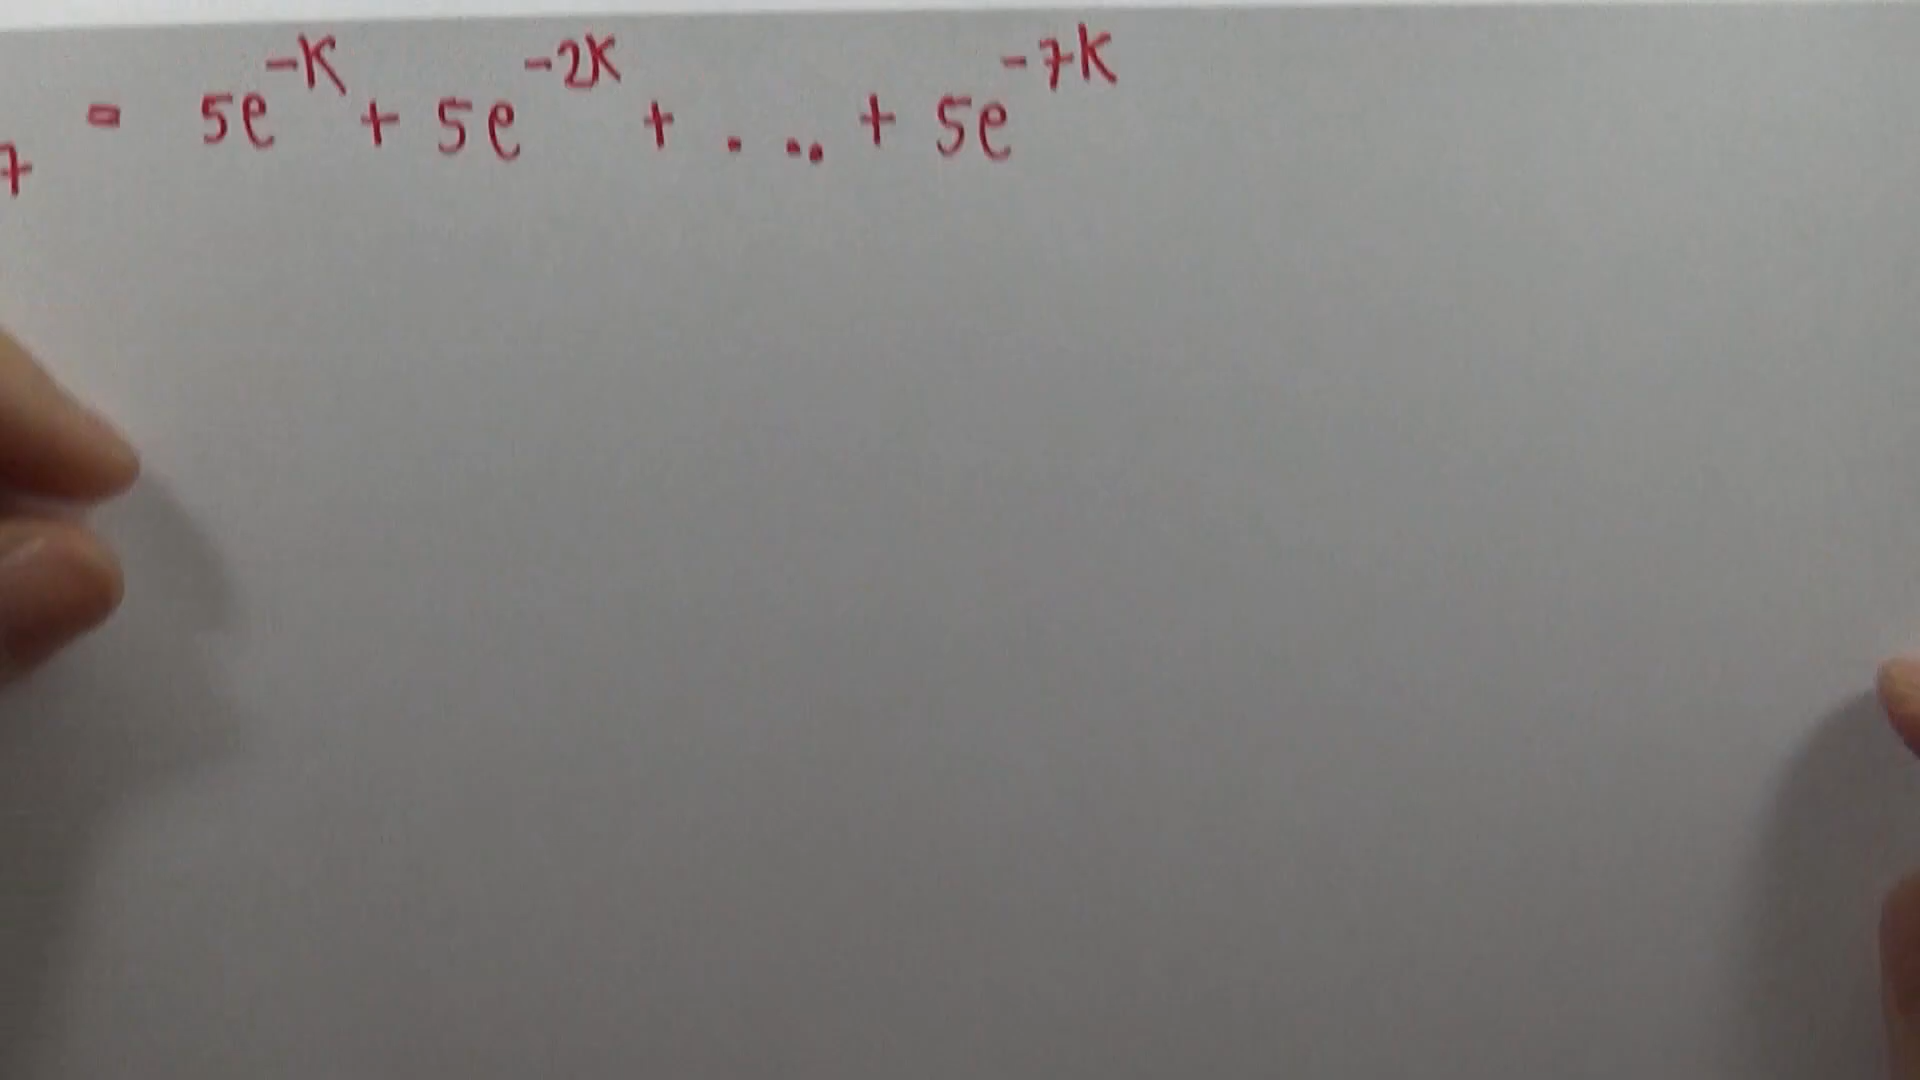 7 = 5e^{-K} + 5e^{-2K} + ... + 5e^{-7K}